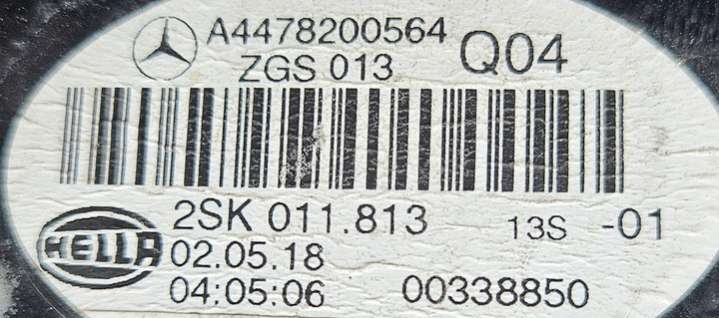 A4478200564 Q04
ZGS 013
2SK 011.813 13S -01
HELLA 02.05.18
04:05:06 00338850